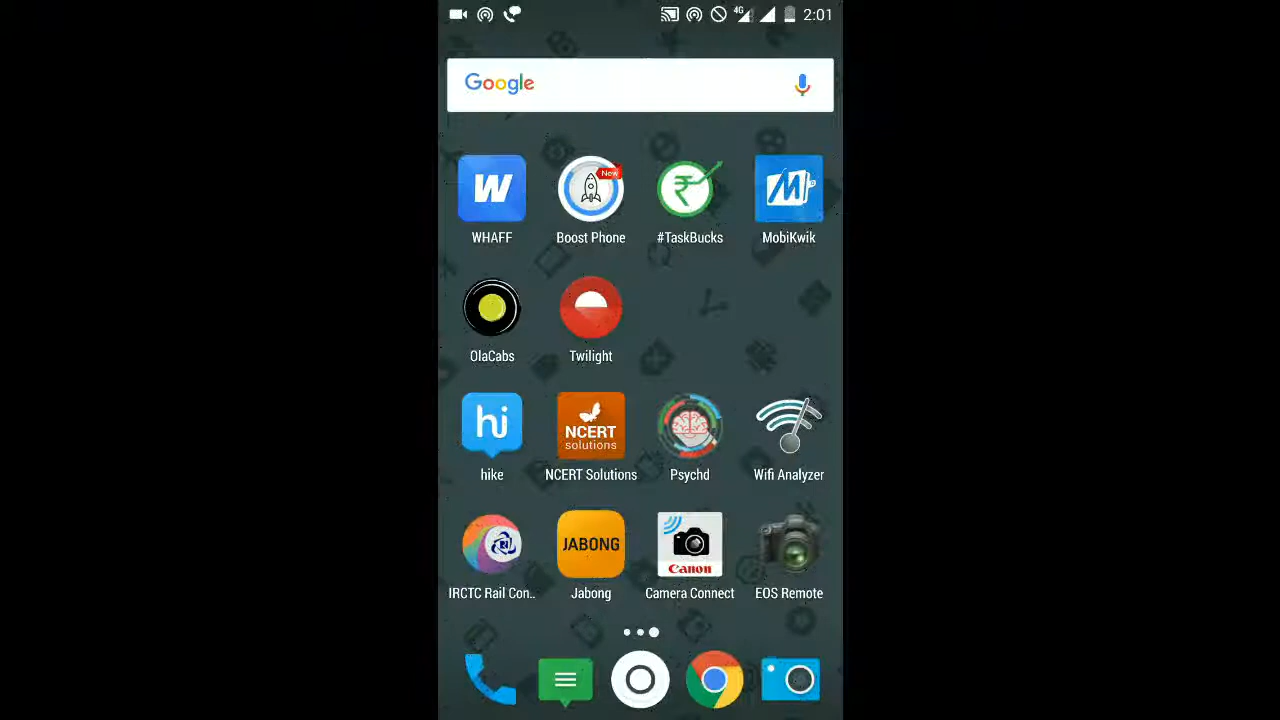 4G 2:01
Google
W New M
WHAFF Boost Phone #TaskBucks MobiKwik
OlaCabs Twilight
hi NCERT
solutions
hike NCERT Solutions Psychd Wifi Analyzer
JABONG Canon
IRCTC Rail Con.. Jabong Camera Connect EOS Remote